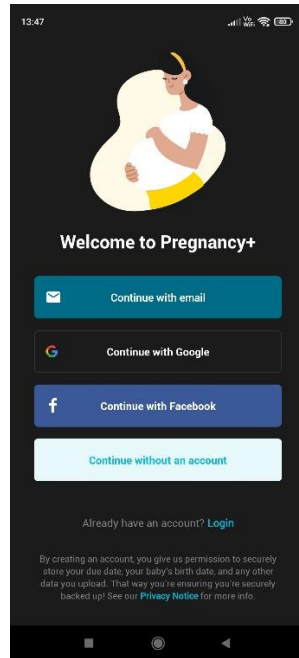 13:47
Vo
WiFi
80
Welcome to Pregnancy+
Continue with email
G Continue with Google
f Continue with Facebook
Continue without an account
Already have an account? Login
By creating an account, you give us permission to securely
store your due date, your baby's birth date, and any other
data you upload. That way you're ensuring you're securely
backed up! See our Privacy Notice for more info.